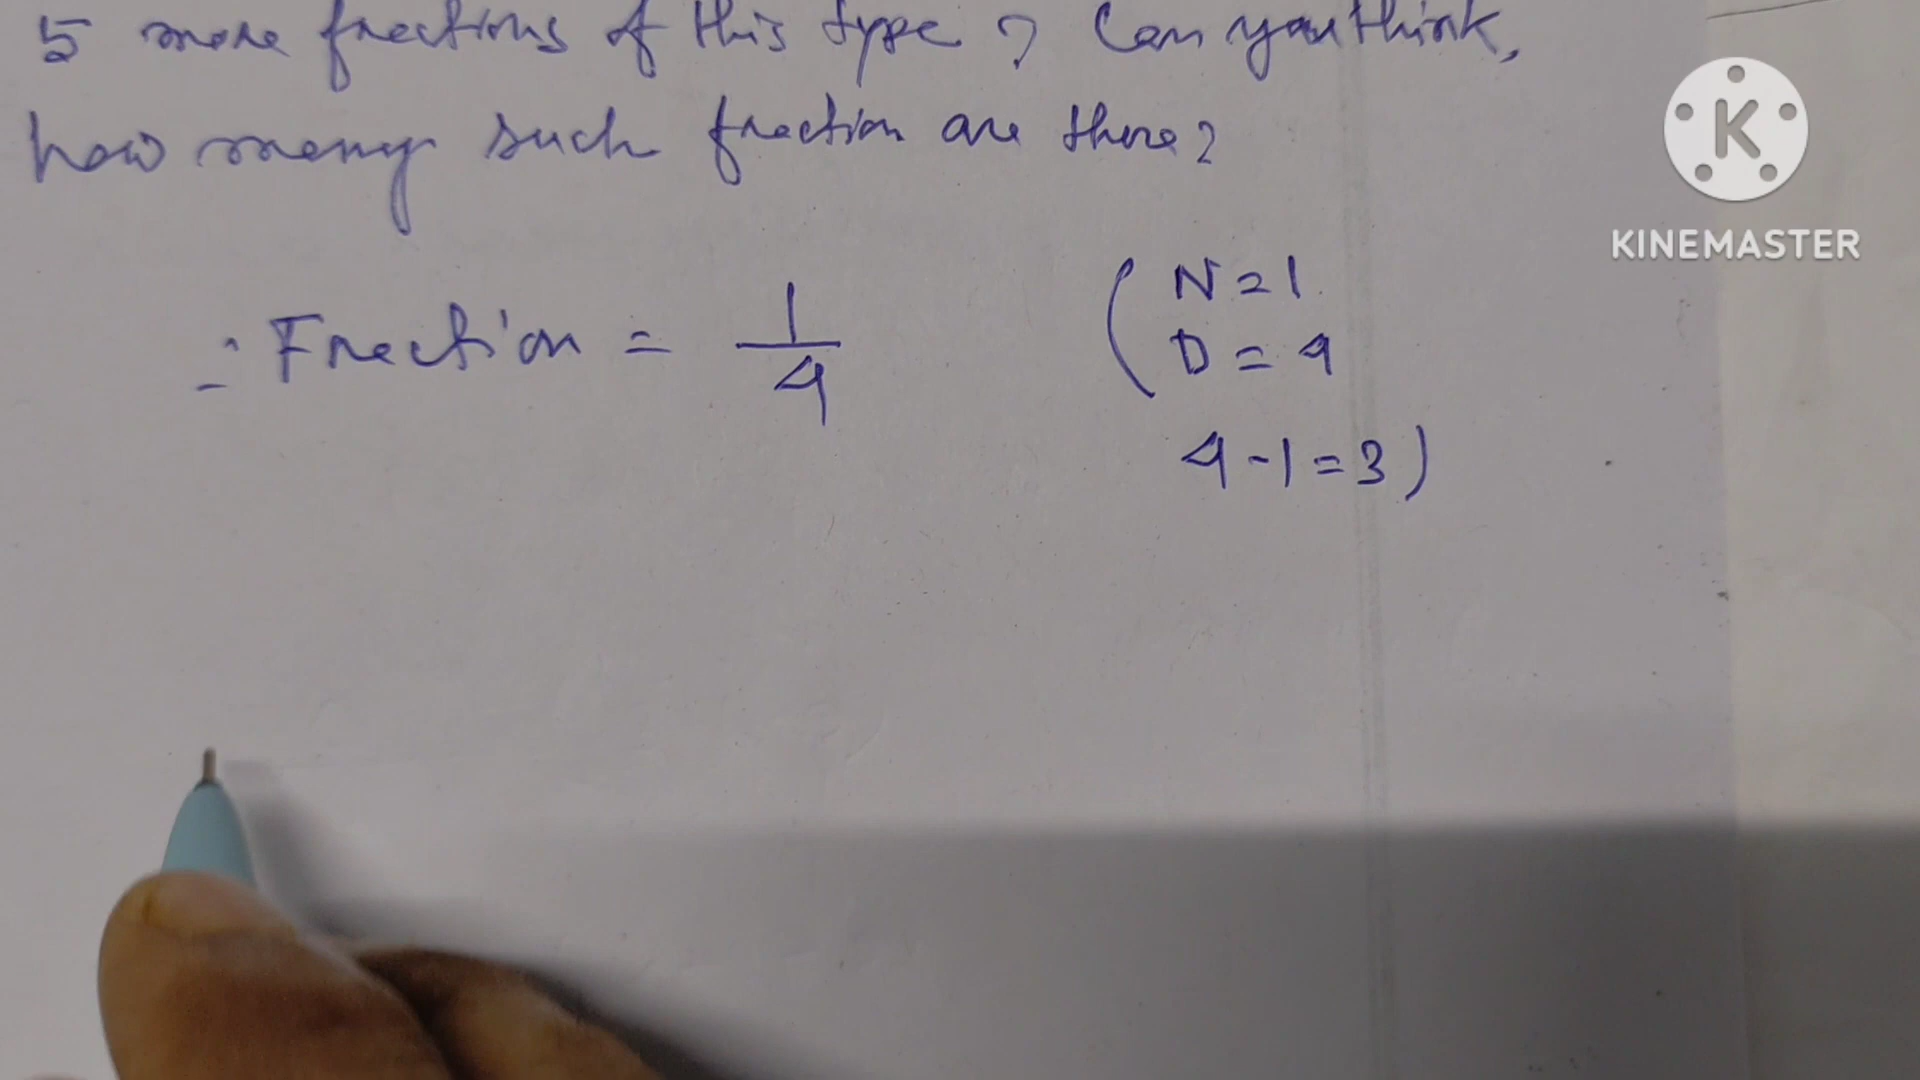 5 more fractions of this type? Can you think,
how many such fraction are there?
K
KINEMASTER
∴ Fraction = 1/4
(N=1
D=4
4-1=3)